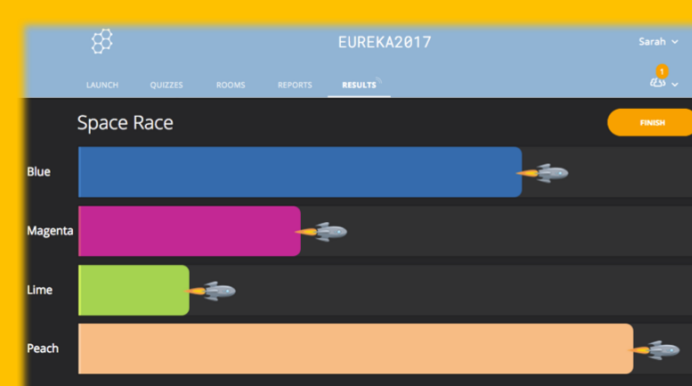 EUREKA2017
Sarah
1
LAUNCH QUIZZES ROOMS REPORTS RESULTS
Space Race
FINISH
Blue
Magenta
Lime
Peach